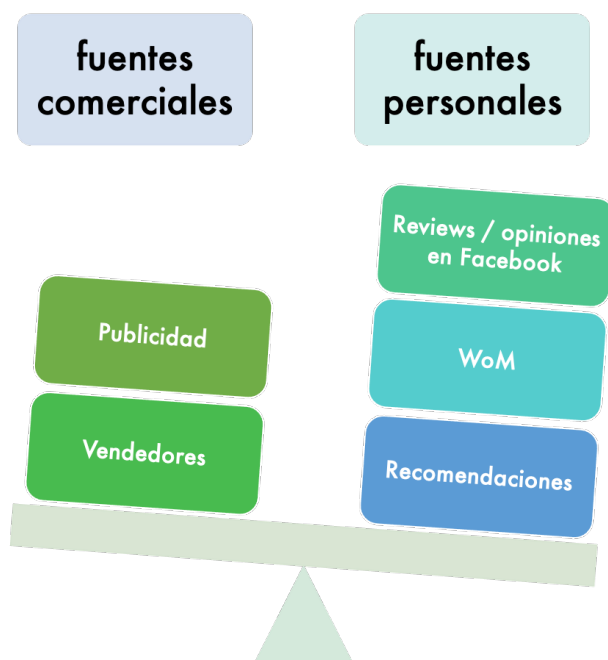 fuentes
comerciales
fuentes
personales
Reviews / opiniones
en Facebook
Publicidad
WoM
Vendedores
Recomendaciones